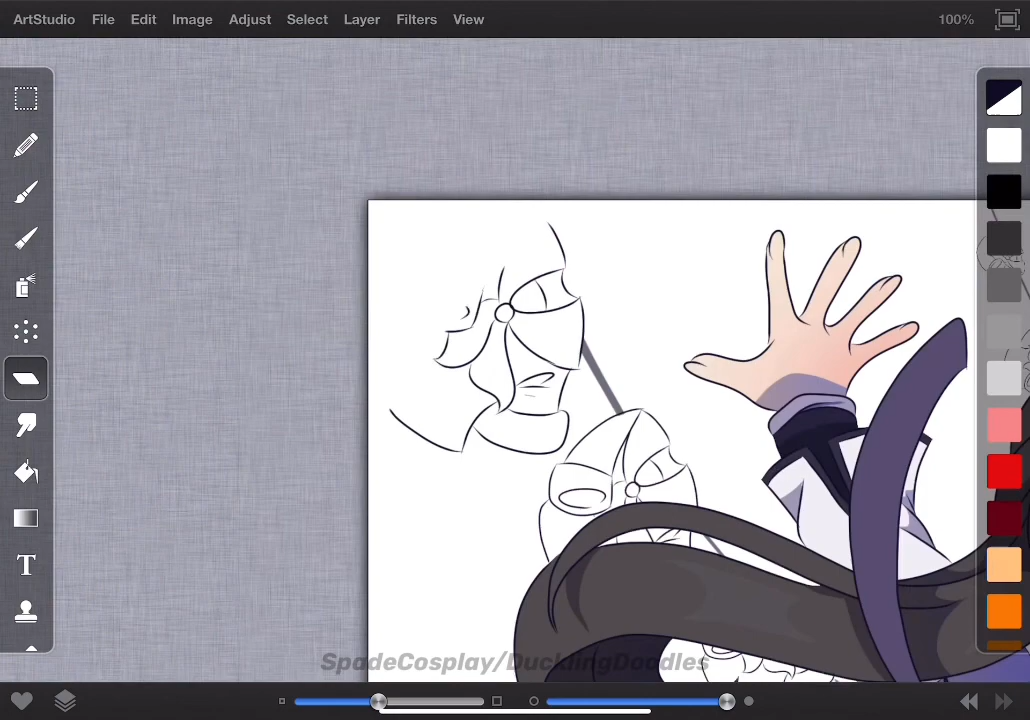 ArtStudio File Edit Image Adjust Select Layer Filters View 100%
T
SpadeCosplay/DucklingDoodles